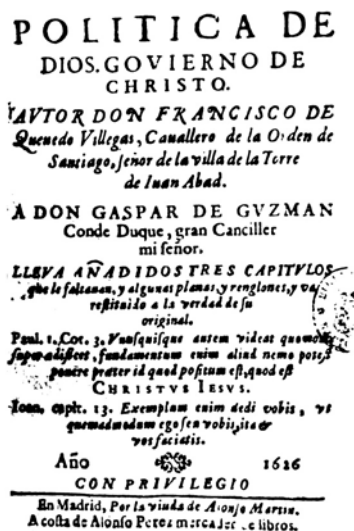 POLITICA DE
DIOS. GOVIERNO DE
CHRISTO.
AVTOR DON FRANCISCO DE
Queuedo Villegas, Cauallero de la Orden de
Santiago, señor de la villa de la Torre
de Iuan Abad.
A DON GASPAR DE GVZMAN
Conde Duque, gran Canciller
mi señor.
LLEVA AÑADIDOS TRES CAPITVLOS
que le faltauan, y algunas planas, y renglones, y va
restituido a la verdad de su
original.
Paul. 1. Cor. 3. Vnusquisque autem videat quomodo
superædificet, fundamentum enim aliud nemo potest
ponere præter id quod positum est, quod est
CHRISTVS IESVS.
Ioan. capit. 13. Exemplum enim dedi vobis, vt
quemadmodum ego feci vobis, ita &
vos faciatis.
Año 1626
CON PRIVILEGIO
En Madrid, Por la viuda de Alonso Martin.
A costa de Alonso Perez mercader de libros.